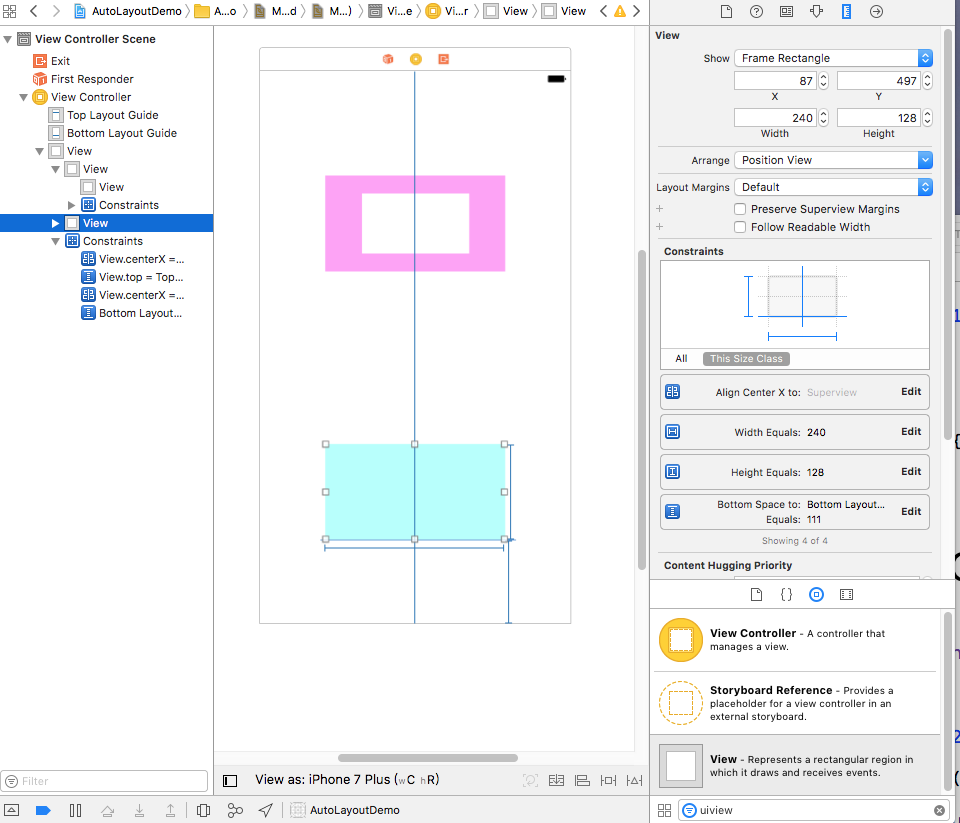 AutoLayoutDemo
A...o
M...d
M...)
Vi...e
Vi...r
View
View
View Controller Scene
Exit
First Responder
View Controller
Top Layout Guide
Bottom Layout Guide
View
View
View
Constraints
View
Constraints
View.centerX =...
View.top = Top...
View.centerX =...
Bottom Layout...
Filter
View as: iPhone 7 Plus (wC hR)
AutoLayoutDemo
View
Show Frame Rectangle
87 497
X Y
240 128
Width Height
Arrange Position View
Layout Margins Default
+ Preserve Superview Margins
+ Follow Readable Width
Constraints
All This Size Class
Align Center X to: Superview Edit
Width Equals: 240 Edit
Height Equals: 128 Edit
Bottom Space to: Bottom Layout...
Equals: 111 Edit
Showing 4 of 4
Content Hugging Priority
{ }
View Controller - A controller that
manages a view.
Storyboard Reference - Provides a
placeholder for a view controller in an
external storyboard.
View - Represents a rectangular region in
which it draws and receives events.
uiview